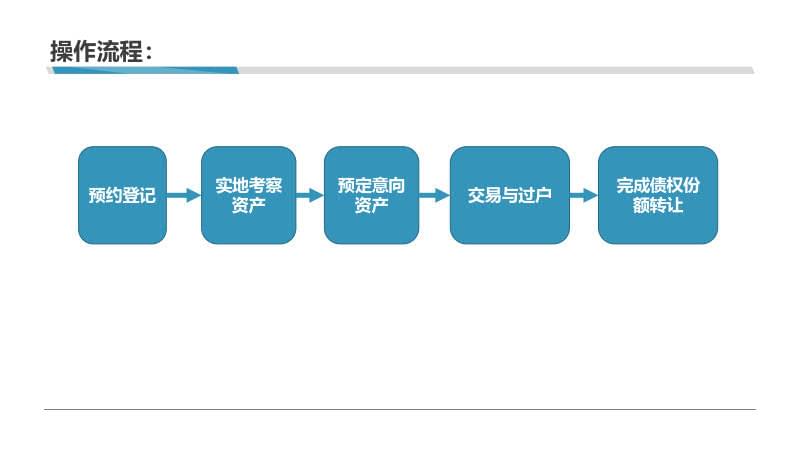 操作流程：
预约登记
实地考察
资产
预定意向
资产
交易与过户
完成债权份
额转让